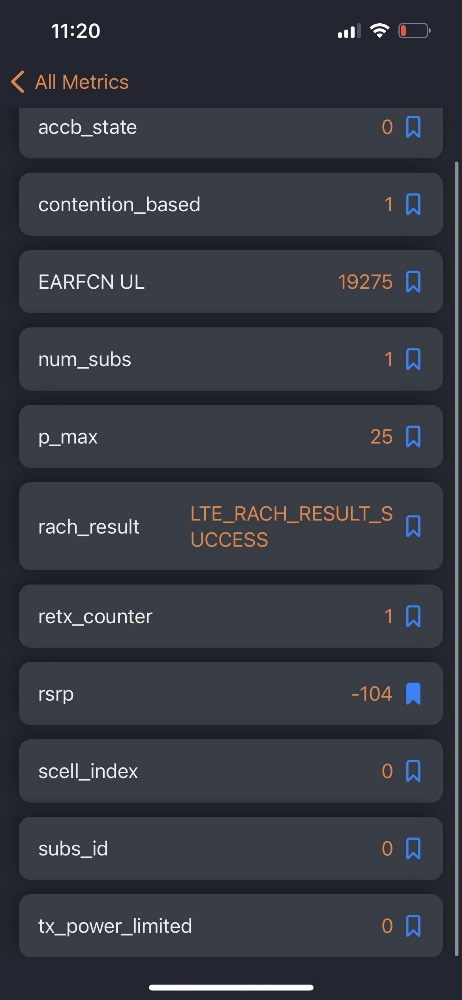 11:20
All Metrics
accb_state 0
contention_based 1
EARFCN UL 19275
num_subs 1
p_max 25
rach_result LTE_RACH_RESULT_S
UCCESS
retx_counter 1
rsrp -104
scell_index 0
subs_id 0
tx_power_limited 0